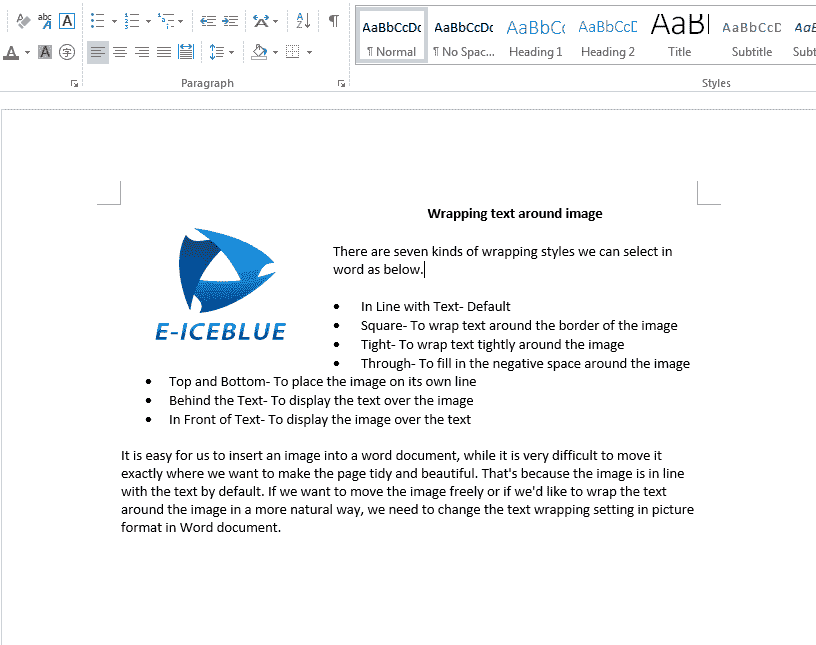 AaBbCcDc AaBbCcDc AaBbCc AaBbCcD AaB AaBbCcD AaB
¶ Normal ¶ No Spac... Heading 1 Heading 2 Title Subtitle Subt
Paragraph Styles
Wrapping text around image
There are seven kinds of wrapping styles we can select in
word as below.
E-ICEBLUE
• In Line with Text- Default
• Square- To wrap text around the border of the image
• Tight- To wrap text tightly around the image
• Through- To fill in the negative space around the image
• Top and Bottom- To place the image on its own line
• Behind the Text- To display the text over the image
• In Front of Text- To display the image over the text
It is easy for us to insert an image into a word document, while it is very difficult to move it
exactly where we want to make the page tidy and beautiful. That's because the image is in line
with the text by default. If we want to move the image freely or if we'd like to wrap the text
around the image in a more natural way, we need to change the text wrapping setting in picture
format in Word document.